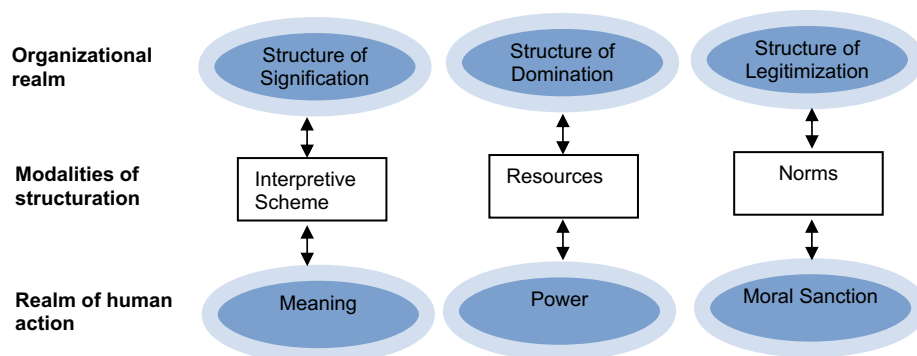 Organizational
realm
Structure of
Signification
Structure of
Domination
Structure of
Legitimization
Modalities of
structuration
Interpretive
Scheme
Resources
Norms
Realm of human
action
Meaning
Power
Moral Sanction